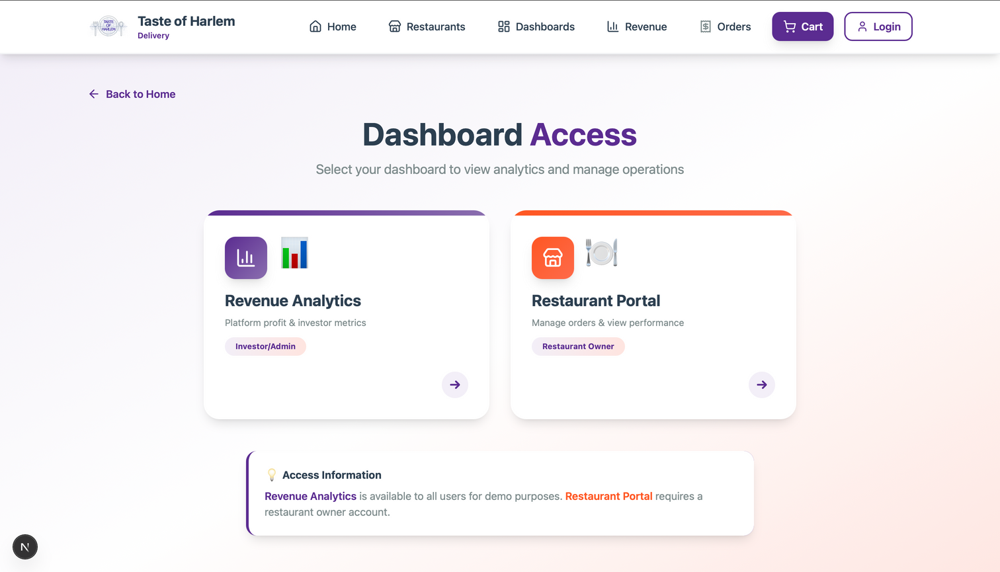 TASTE
OF
HARLEM
Taste of Harlem
Delivery
Home
Restaurants
Dashboards
Revenue
Orders
Cart
Login
Back to Home
Dashboard Access
Select your dashboard to view analytics and manage operations
Revenue Analytics
Platform profit & investor metrics
Investor/Admin
Restaurant Portal
Manage orders & view performance
Restaurant Owner
Access Information
Revenue Analytics is available to all users for demo purposes. Restaurant Portal requires a
restaurant owner account.
N